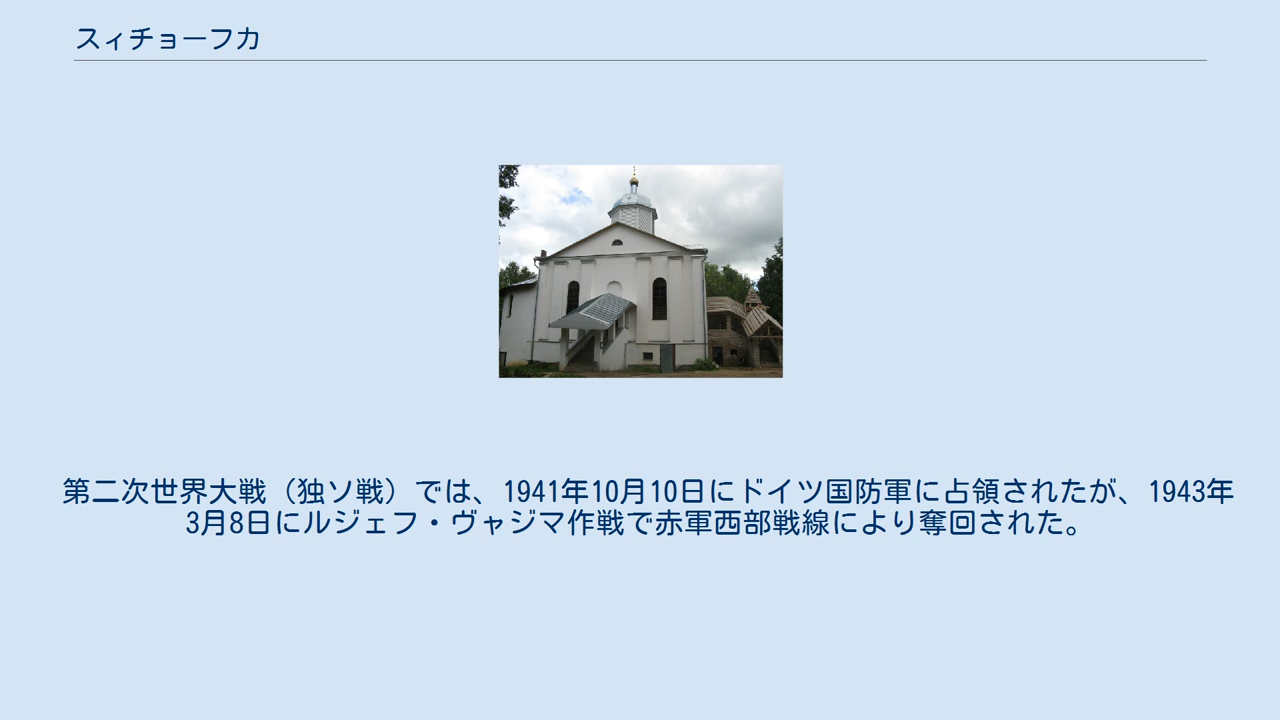 スィチョーフカ
第二次世界大戦（独ソ戦）では、1941年10月10日にドイツ国防軍に占領されたが、1943年
3月8日にルジェフ・ヴャジマ作戦で赤軍西部戦線により奪回された。